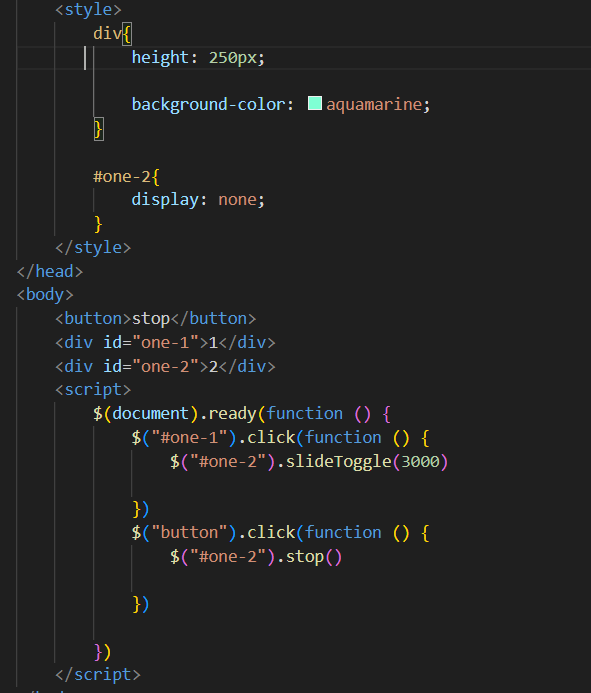 <style>
div{
height: 250px;
background-color: aquamarine;
}
#one-2{
display: none;
}
</style>
</head>
<body>
<button>stop</button>
<div id="one-1">1</div>
<div id="one-2">2</div>
<script>
$(document).ready(function () {
$("#one-1").click(function () {
$("#one-2").slideToggle(3000)
})
$("button").click(function () {
$("#one-2").stop()
})
})
</script>